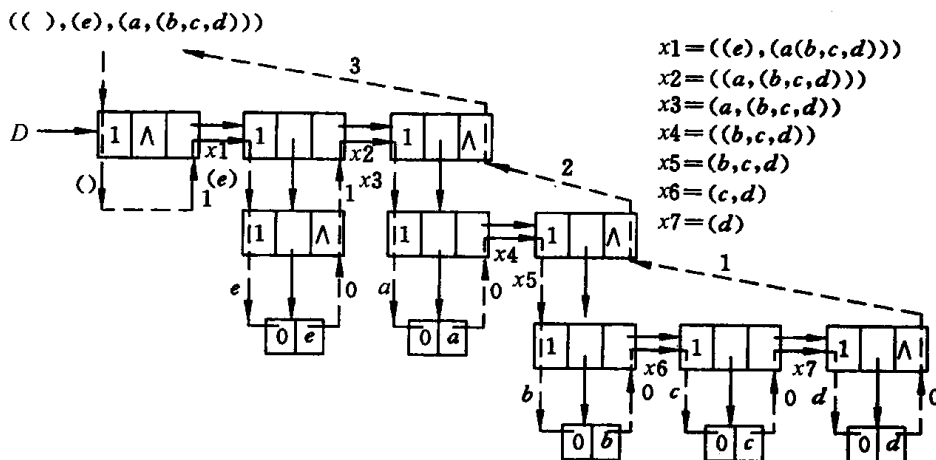 (( ),(e),(a,(b,c,d)))
x1=((e),(a(b,c,d)))
x2=((a,(b,c,d)))
x3=(a,(b,c,d))
x4=((b,c,d))
x5=(b,c,d)
x6=(c,d)
x7=(d)
3
D
1 ∧
x1
1
x2
1 ∧
()
1
(e)
1
x3
2
1 ∧
1
x4
1 ∧
1
e
0
a
0
x5
0 e
0 a
1
x6
1
x7
1 ∧
b
0
c
0
d
0
0 b
0 c
0 d